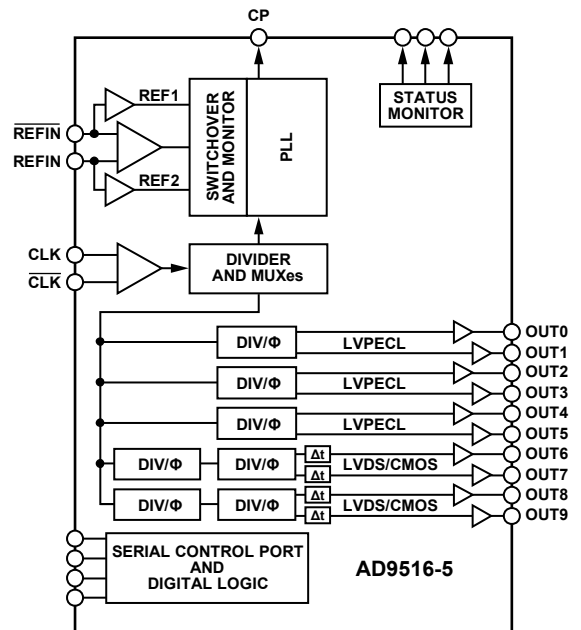 CP
REF1
REFIN
REFIN
REF2
SWITCHOVER
AND MONITOR
PLL
STATUS
MONITOR
CLK
CLK
DIVIDER
AND MUXes
DIV/Φ
LVPECL
OUT0
OUT1
DIV/Φ
LVPECL
OUT2
OUT3
DIV/Φ
LVPECL
OUT4
OUT5
DIV/Φ
DIV/Φ
Δt
Δt
LVDS/CMOS
OUT6
OUT7
DIV/Φ
DIV/Φ
Δt
Δt
LVDS/CMOS
OUT8
OUT9
SERIAL CONTROL PORT
AND
DIGITAL LOGIC
AD9516-5